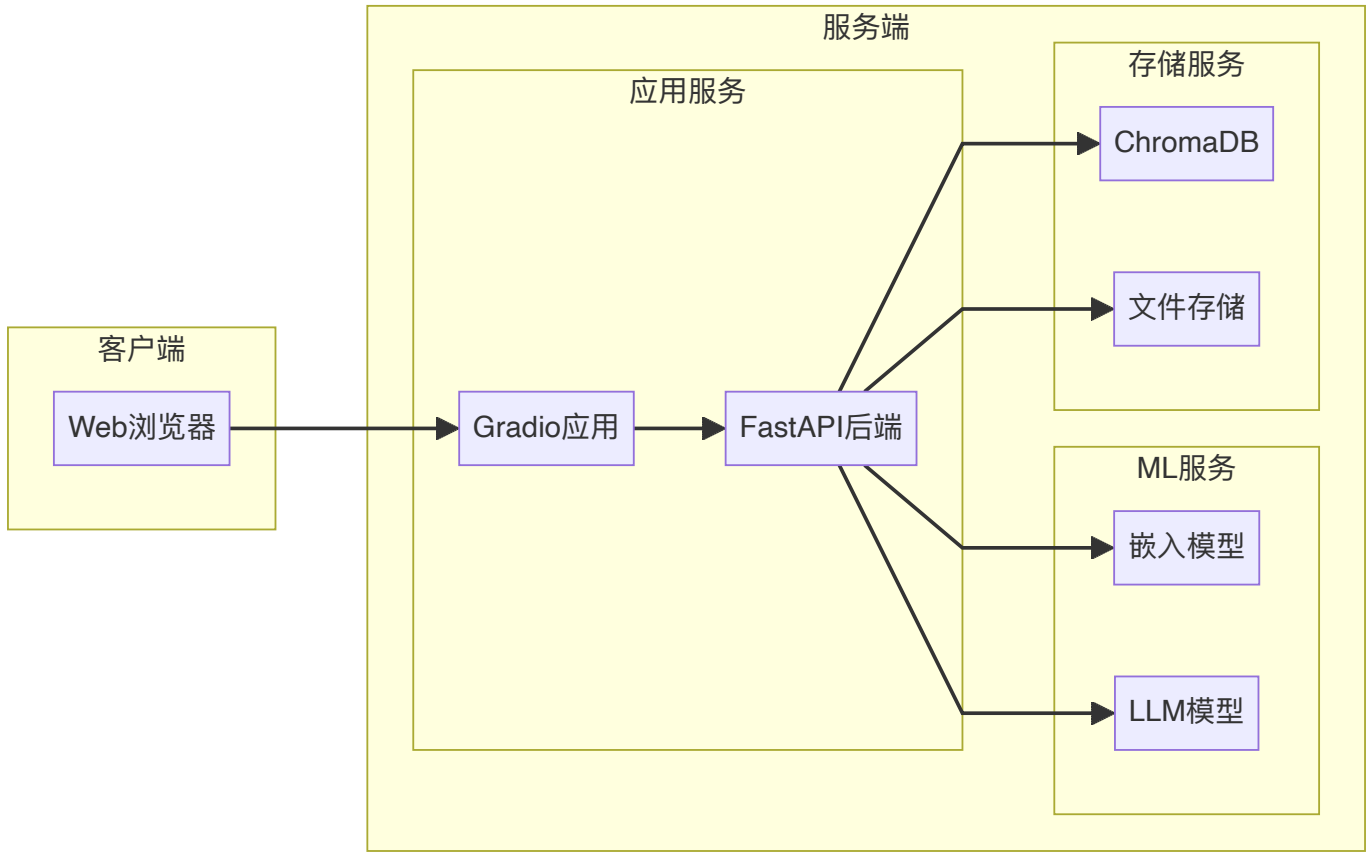 服务端
应用服务
存储服务
ChromaDB
文件存储
客户端
Web浏览器
Gradio应用
FastAPI后端
ML服务
嵌入模型
LLM模型